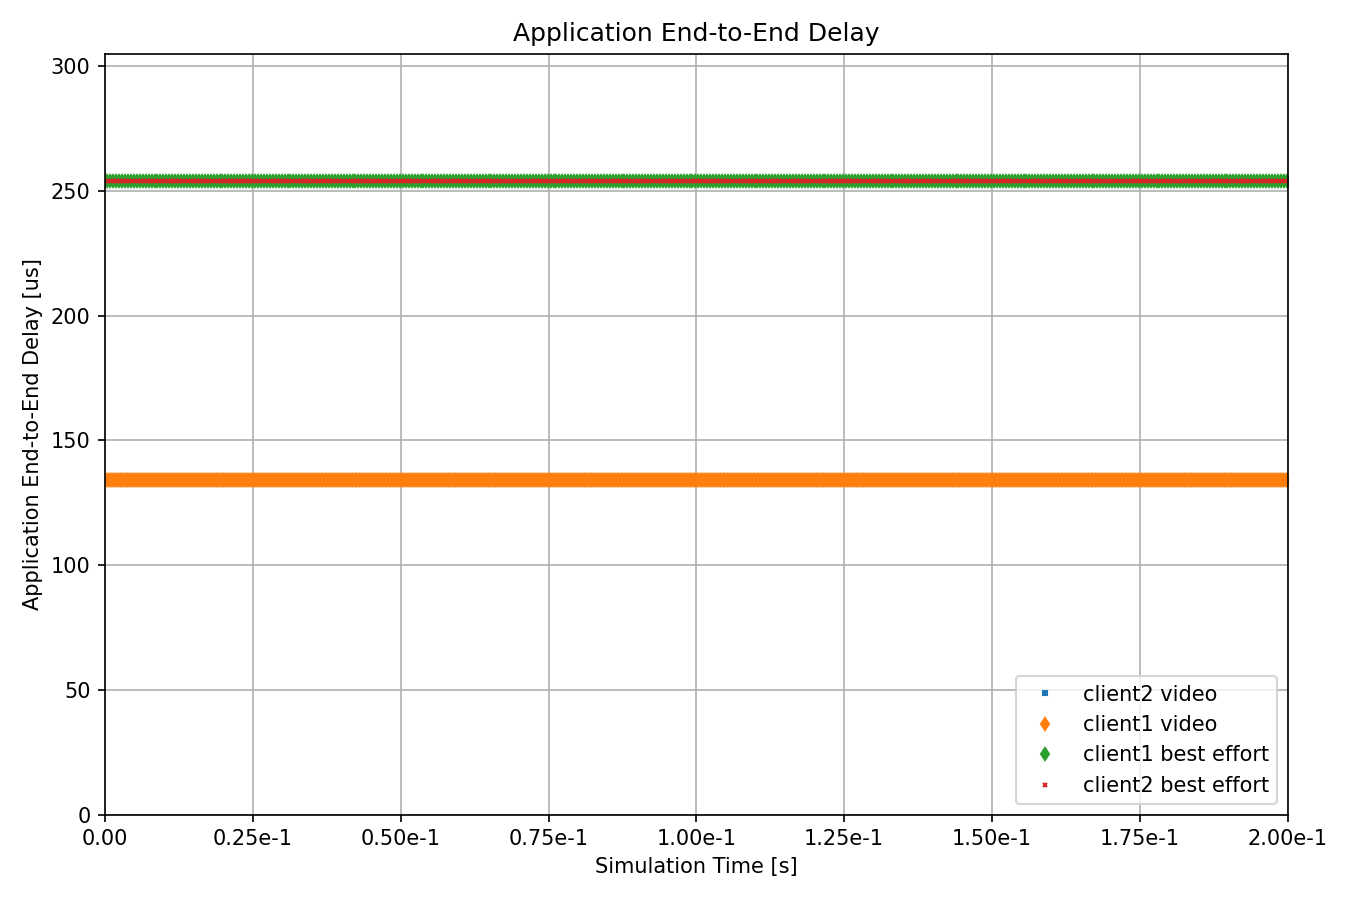 Application End-to-End Delay
300
250
200
150
100
50
0
Application End-to-End Delay [us]
client2 video
client1 video
client1 best effort
client2 best effort
0.00 0.25e-1 0.50e-1 0.75e-1 1.00e-1 1.25e-1 1.50e-1 1.75e-1 2.00e-1
Simulation Time [s]